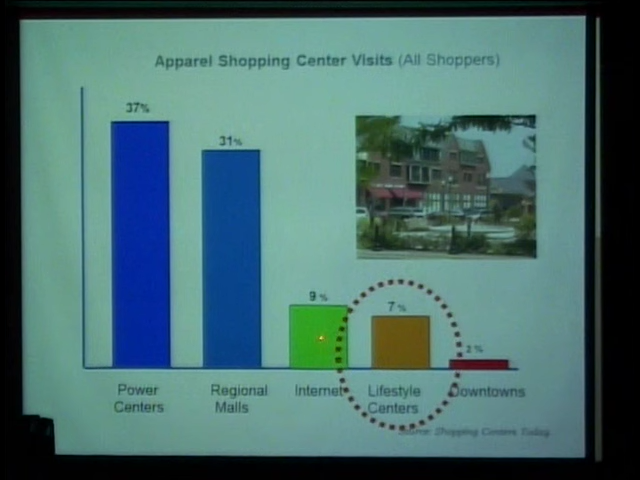 Apparel Shopping Center Visits (All Shoppers)
37%
31%
9 %
7 %
2 %
Power
Centers
Regional
Malls
Internet
Lifestyle
Centers
Downtowns
Source: Shopping Centers Today